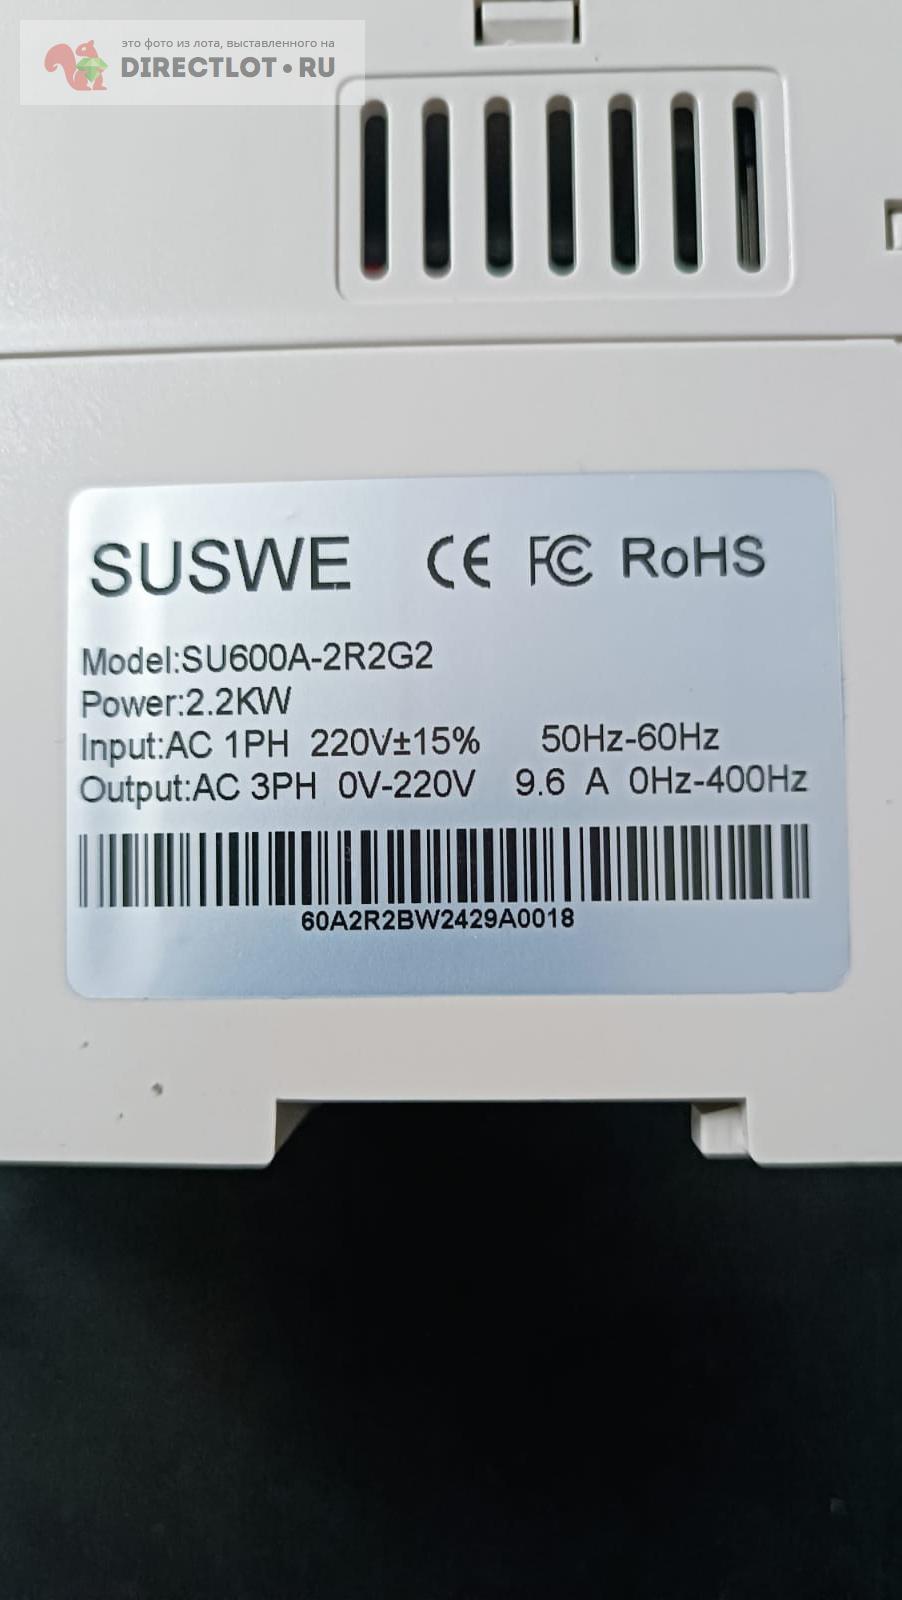 это фото из лота, выставленного на
DIRECTLOT•RU
SUSWE CE FC RoHS
Model:SU600A-2R2G2
Power:2.2KW
Input:AC 1PH 220V±15% 50Hz-60Hz
Output:AC 3PH 0V-220V 9.6 A 0Hz-400Hz
60A2R2BW2429A0018